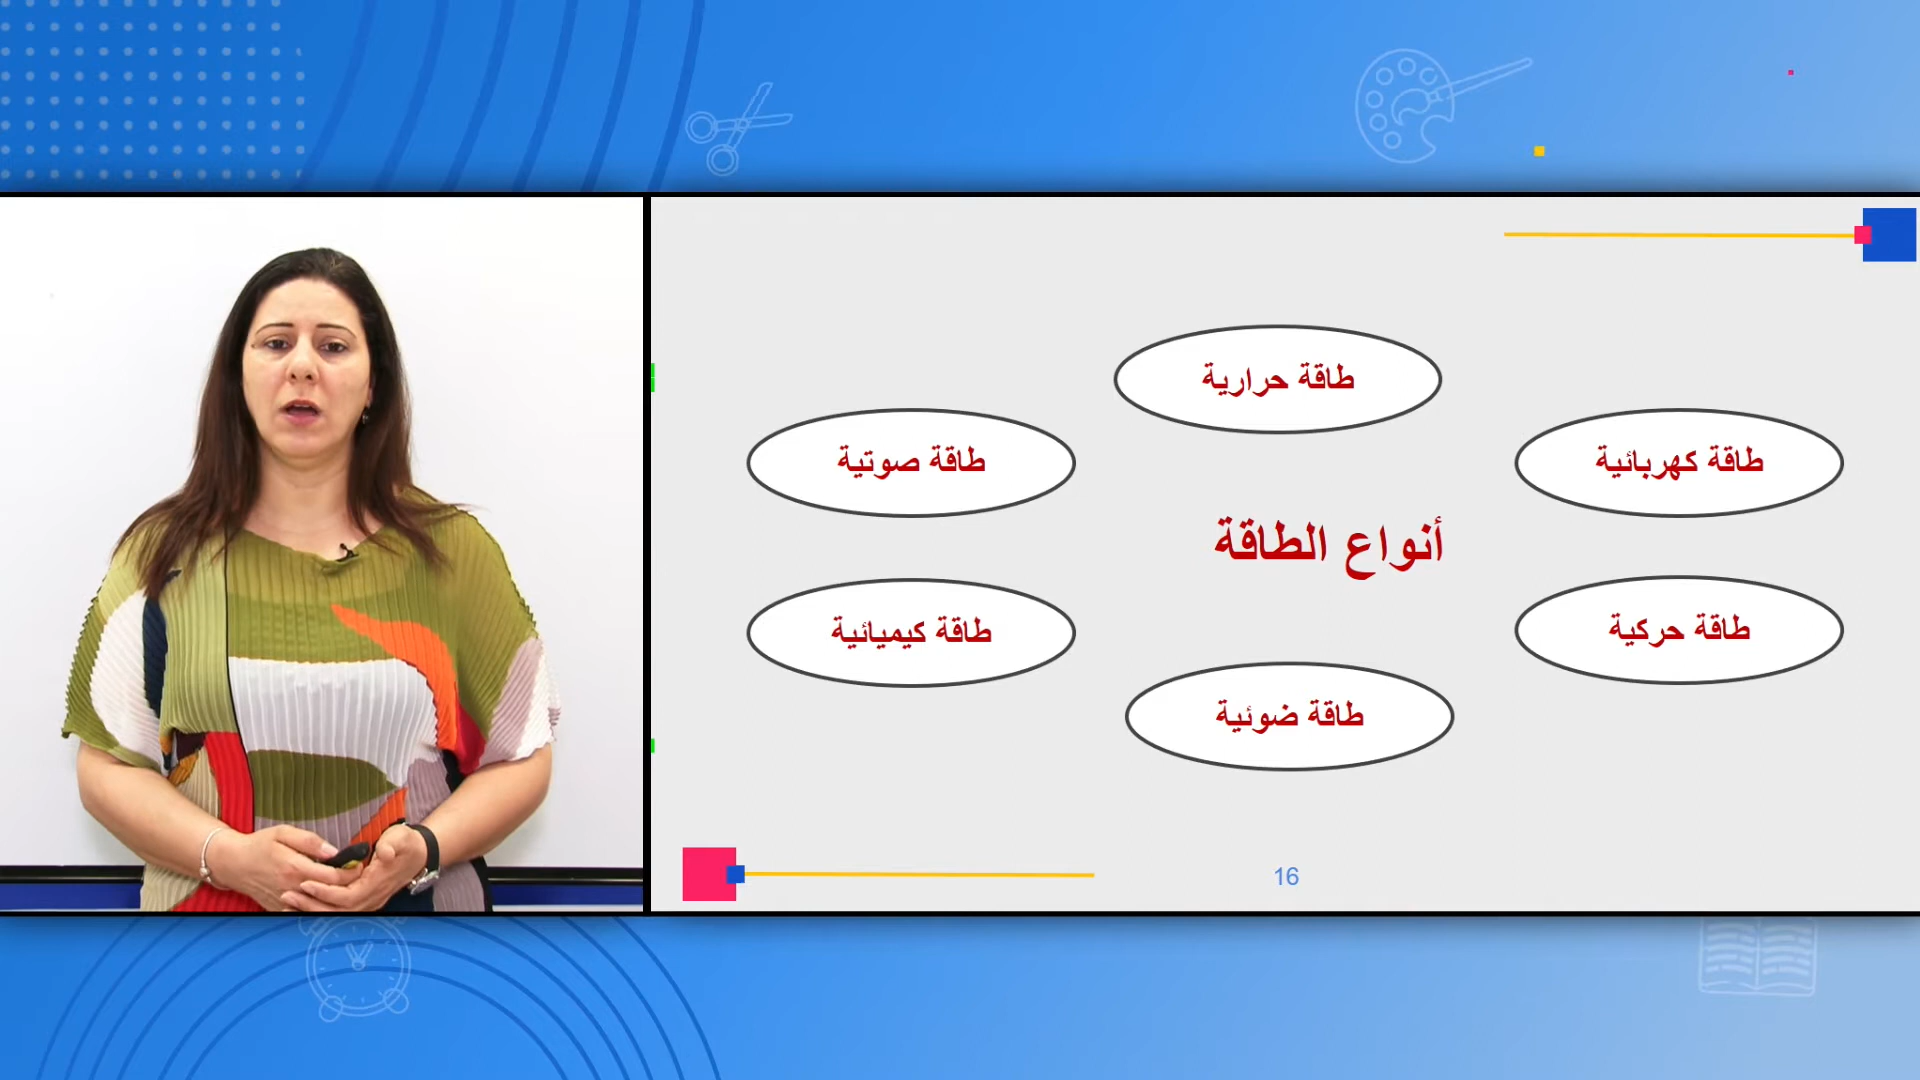 طاقة حرارية
طاقة كهربائية
طاقة صوتية
أنواع الطاقة
طاقة حركية
طاقة كيميائية
طاقة ضوئية
16